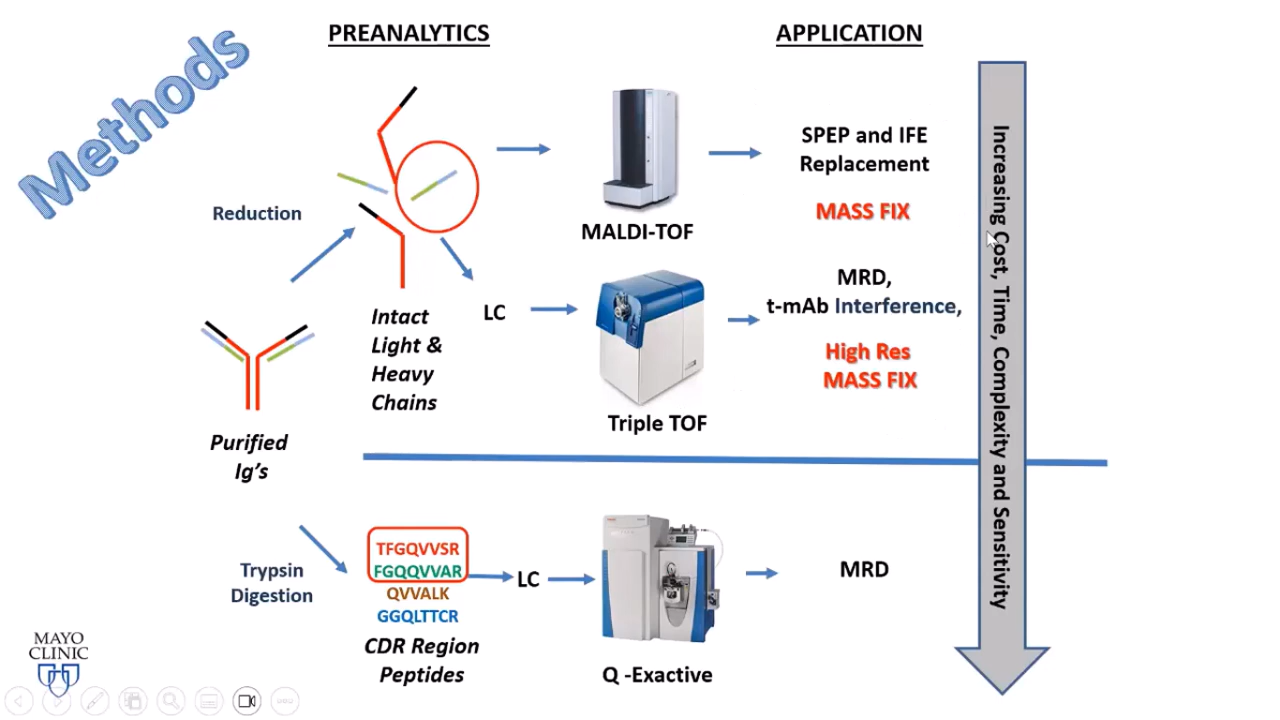 Methods
PREANALYTICS
APPLICATION
Reduction
MALDI-TOF
SPEP and IFE
Replacement
MASS FIX
Intact
Light &
Heavy
Chains
LC
Triple TOF
MRD,
t-mAb Interference,
High Res
MASS FIX
Purified
Ig's
Trypsin
Digestion
TFGQVVSR
FGQQVVAR
QVVALK
GGQLTTCR
CDR Region
Peptides
LC
Q -Exactive
MRD
Increasing Cost, Time, Complexity and Sensitivity
MAYO
CLINIC